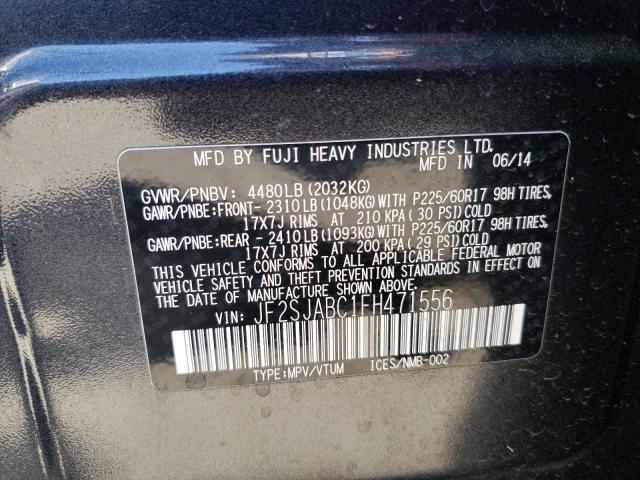 MFD BY FUJI HEAVY INDUSTRIES LTD.
MFD IN 06/14
GVWR/PNBV: 4480LB (2032KG)
GAWR/PNBE:FRONT-2310LB(1048KG)WITH P225/60R17 98H TIRES,
17X7J RIMS AT 210 KPA ( 30 PSI)COLD
GAWR/PNBE:REAR -2410LB(1093KG)WITH P225/60R17 98H TIRES,
17X7J RIMS AT 200 KPA ( 29 PSI)COLD
THIS VEHICLE CONFORMS TO ALL APPLICABLE FEDERAL MOTOR
VEHICLE SAFETY AND THEFT PREVENTION STANDARDS IN EFFECT
ON THE DATE OF MANUFACTURE SHOWN ABOVE.
VIN: JF2SJABC1FH471556
TYPE:MPV/VTUM ICES/NMB-002